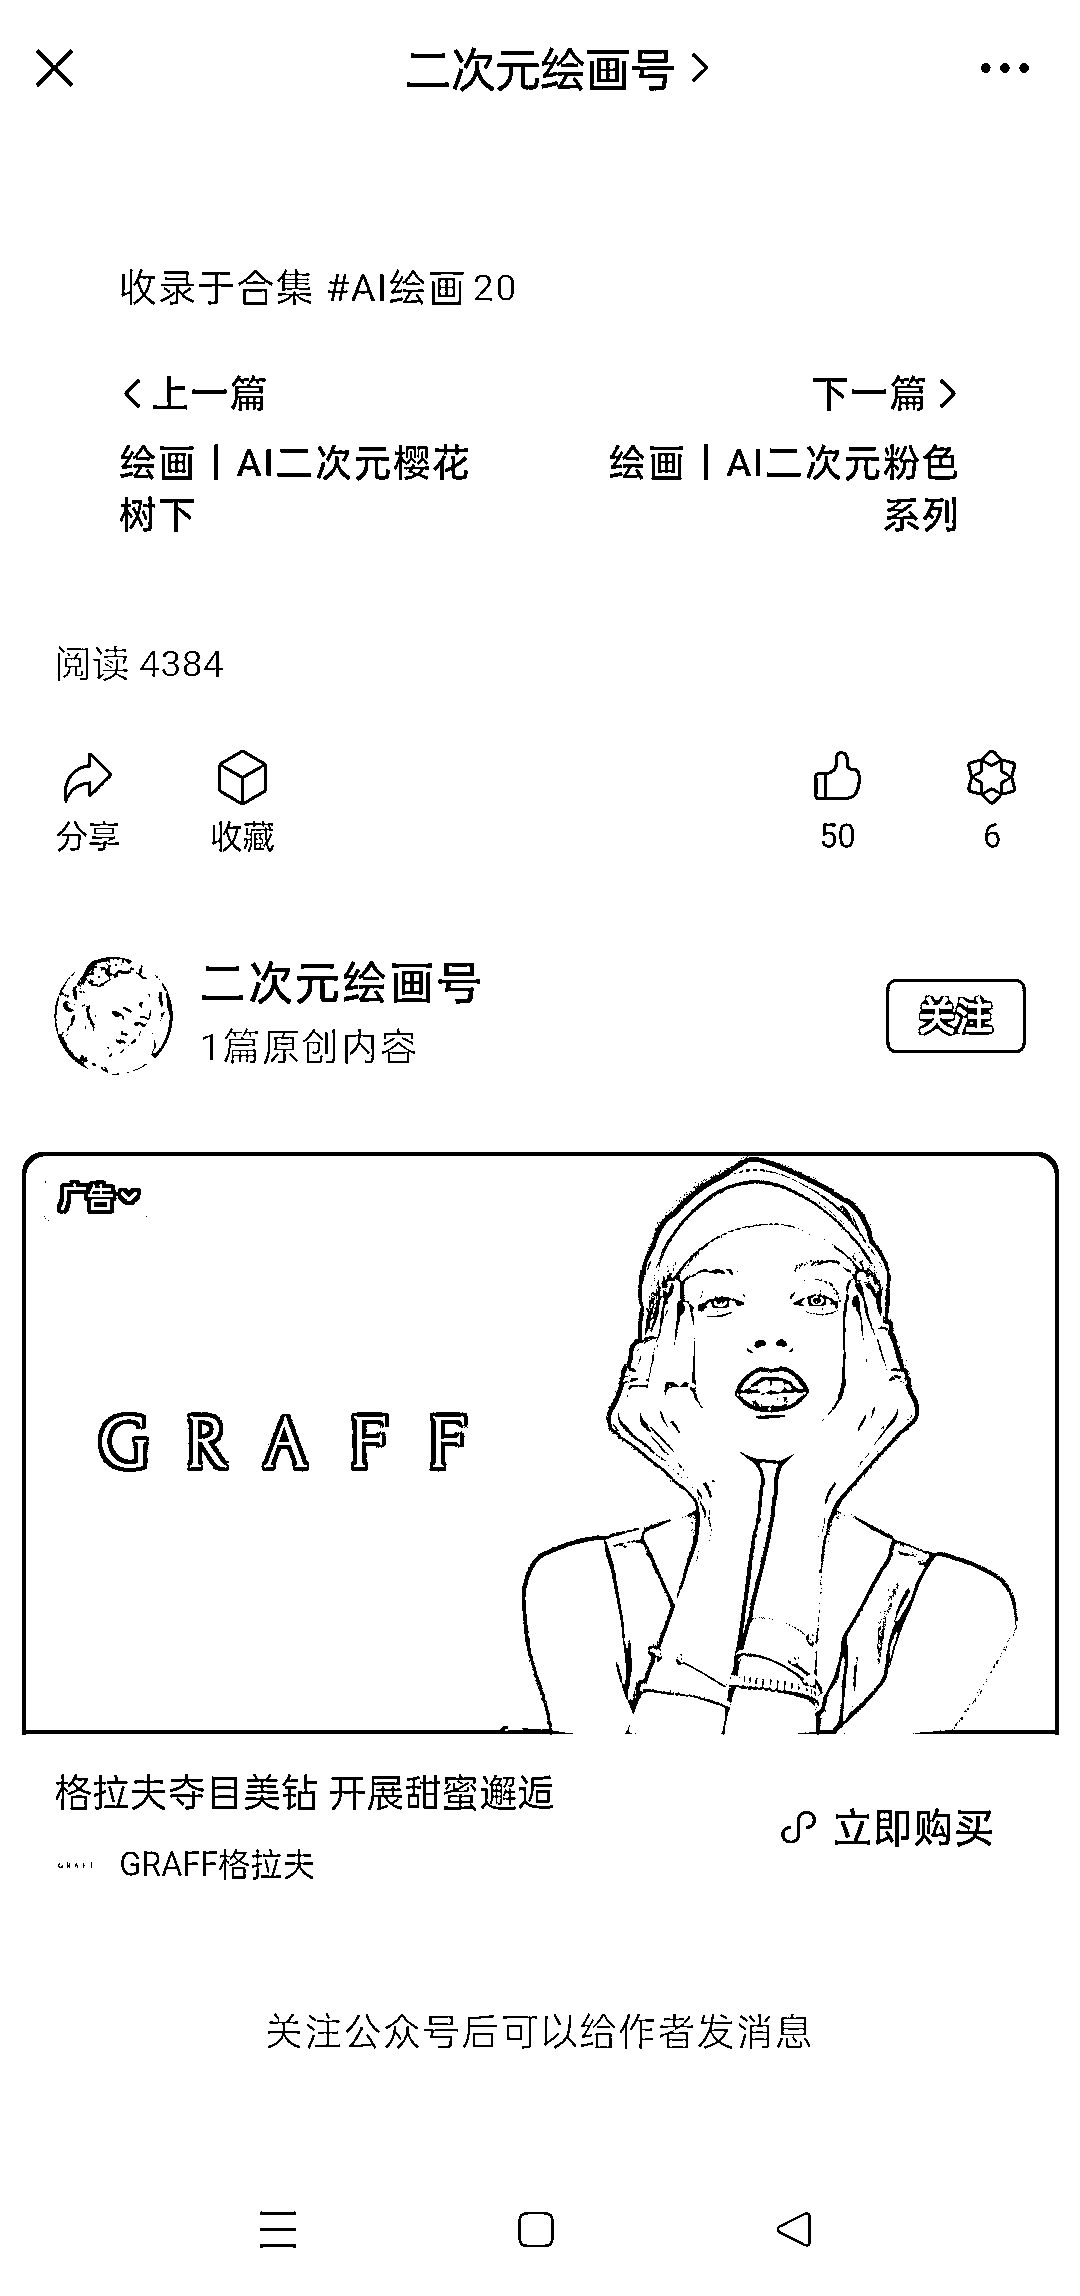 二次元绘画号
收录于合集 #AI绘画 20
上一篇
下一篇
绘画｜AI二次元樱花
树下
绘画｜AI二次元粉色
系列
阅读 4384
分享
收藏
50
6
二次元绘画号
1篇原创内容
关注
广告
GRAFF
格拉夫夺目美钻 开展甜蜜邂逅
GRAFF格拉夫
立即购买
关注公众号后可以给作者发消息